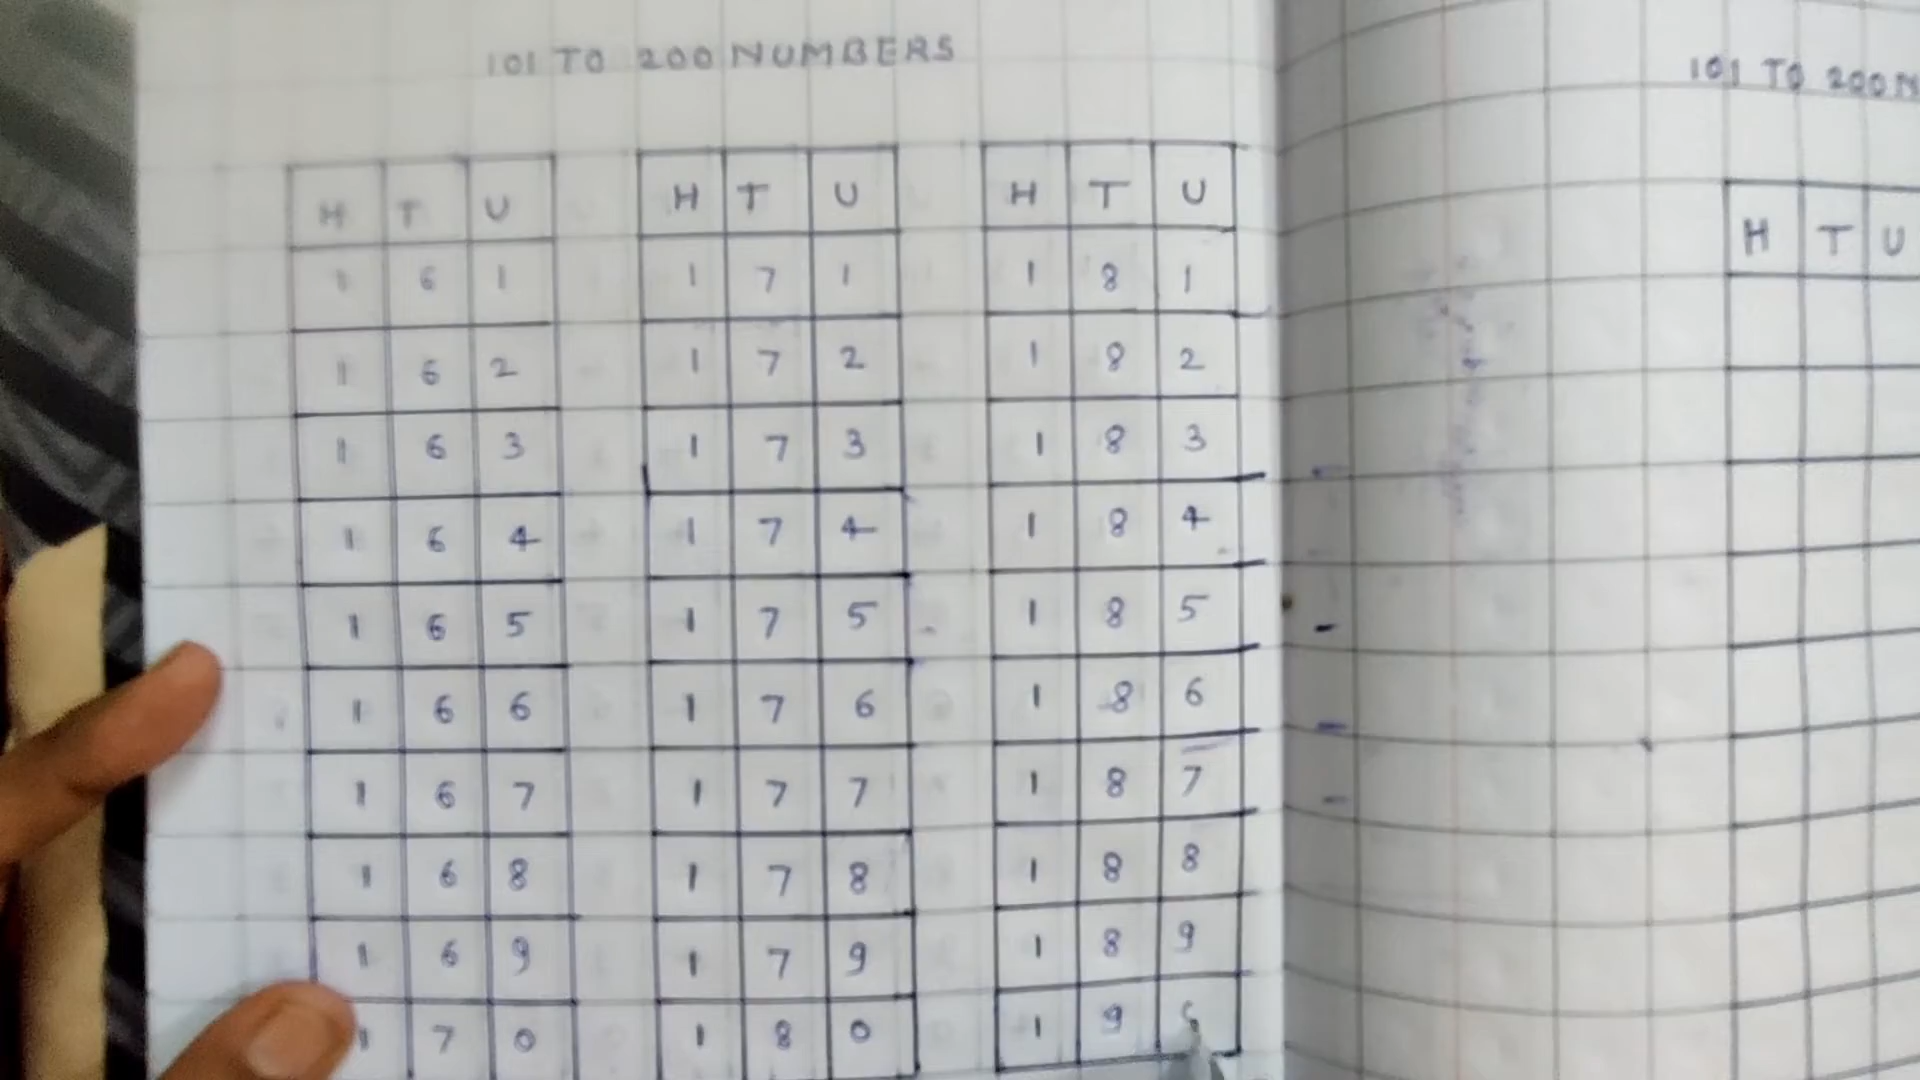 101 TO 200 NUMBERS
H T U
1 6 1
1 6 2
1 6 3
1 6 4
1 6 5
1 6 6
1 6 7
1 6 8
1 6 9
1 7 0
H T U
1 7 1
1 7 2
1 7 3
1 7 4
1 7 5
1 7 6
1 7 7
1 7 8
1 7 9
1 8 0
H T U
1 8 1
1 8 2
1 8 3
1 8 4
1 8 5
1 8 6
1 8 7
1 8 8
1 8 9
1 9
101 TO 200 N
H T U